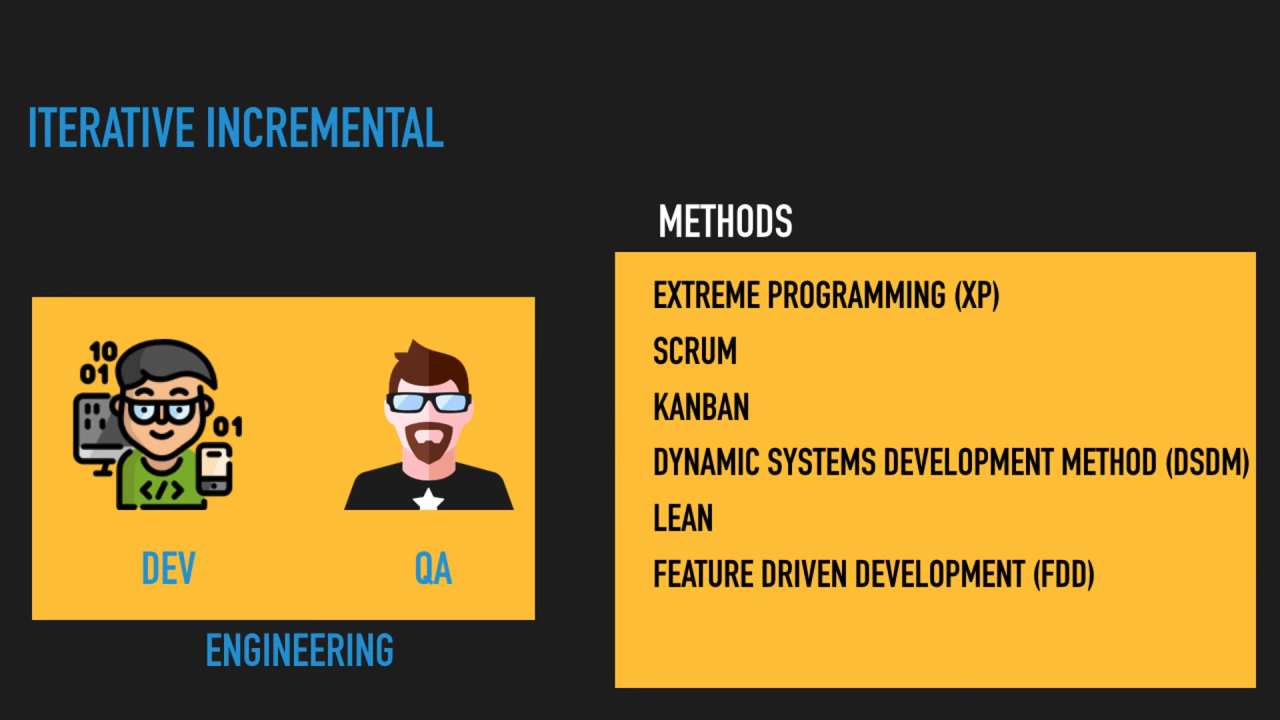 ITERATIVE INCREMENTAL
METHODS
EXTREME PROGRAMMING (XP)
SCRUM
KANBAN
DYNAMIC SYSTEMS DEVELOPMENT METHOD (DSDM)
LEAN
FEATURE DRIVEN DEVELOPMENT (FDD)
10
01
01
</>
DEV
QA
ENGINEERING